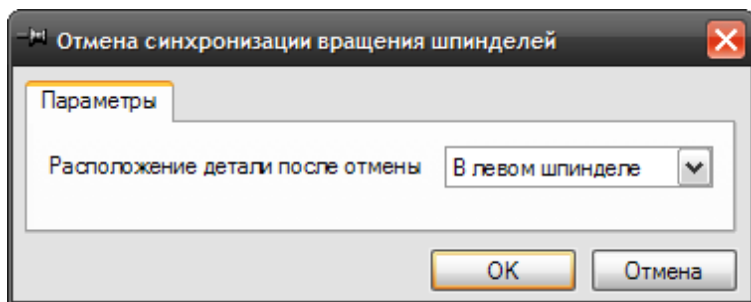 Отмена синхронизации вращения шпинделей
Параметры
Расположение детали после отмены В левом шпинделе
OK Отмена